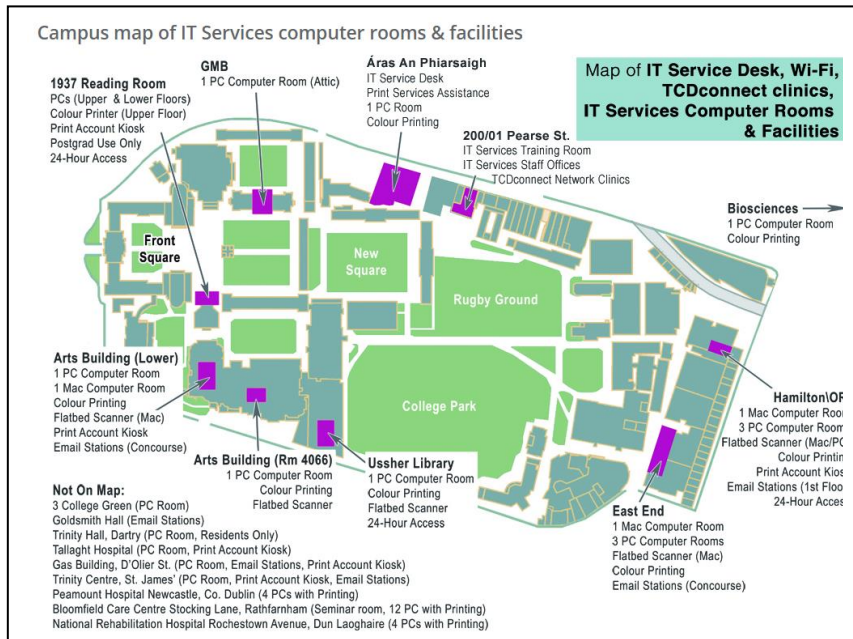 Campus map of IT Services computer rooms & facilities
Map of IT Service Desk, Wi-Fi,
TCDconnect clinics,
IT Services Computer Rooms
& Facilities
1937 Reading Room
PCs (Upper & Lower Floors)
Colour Printer (Upper Floor)
Print Account Kiosk
Postgrad Use Only
24-Hour Access
GMB
1 PC Computer Room (Attic)
Áras An Phiarsaigh
IT Service Desk
Print Services Assistance
1 PC Room
Colour Printing
200/01 Pearse St.
IT Services Training Room
IT Services Staff Offices
TCDconnect Network Clinics
Biosciences
1 PC Computer Room
Colour Printing
Front
Square
New
Square
Rugby Ground
College Park
Arts Building (Lower)
1 PC Computer Room
1 Mac Computer Room
Colour Printing
Flatbed Scanner (Mac)
Print Account Kiosk
Email Stations (Concourse)
Arts Building (Rm 4066)
1 PC Computer Room
Colour Printing
Flatbed Scanner
Ussher Library
1 PC Computer Room
Colour Printing
Flatbed Scanner
24-Hour Access
East End
1 Mac Computer Room
3 PC Computer Rooms
Flatbed Scanner (Mac)
Colour Printing
Email Stations (Concourse)
Hamilton\OR
1 Mac Computer Roo
3 PC Computer Room
Flatbed Scanner (Mac/PC
Colour Printin
Print Account Kios
Email Stations (1st Floo
24-Hour Acces
Not On Map:
3 College Green (PC Room)
Goldsmith Hall (Email Stations)
Trinity Hall, Dartry (PC Room, Residents Only)
Tallaght Hospital (PC Room, Print Account Kiosk)
Gas Building, D'Olier St. (PC Room, Email Stations, Print Account Kiosk)
Trinity Centre, St. James' (PC Room, Print Account Kiosk, Email Stations)
Peamount Hospital Newcastle, Co. Dublin (4 PCs with Printing)
Bloomfield Care Centre Stocking Lane, Rathfarnham (Seminar room, 12 PC with Printing)
National Rehabilitation Hospital Rochestown Avenue, Dun Laoghaire (4 PCs with Printing)